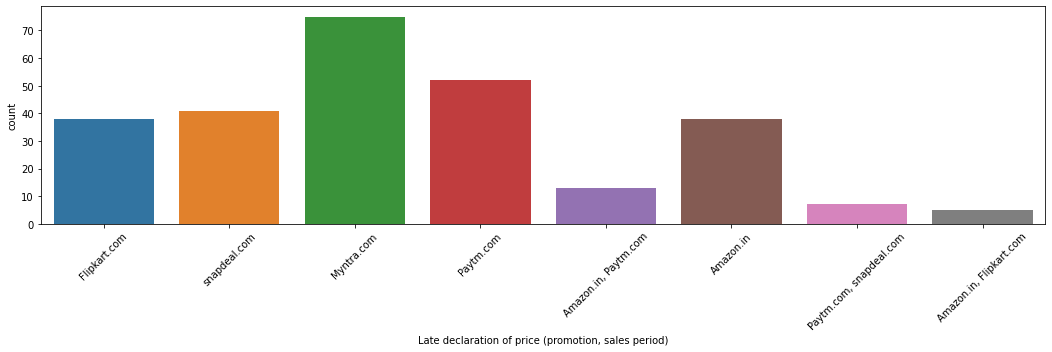 70
60
50
40
30
20
10
0
count
Flipkart.com
snapdeal.com
Myntra.com
Paytm.com
Amazon.in, Paytm.com
Amazon.in
Paytm.com, snapdeal.com
Amazon.in, Flipkart.com
Late declaration of price (promotion, sales period)